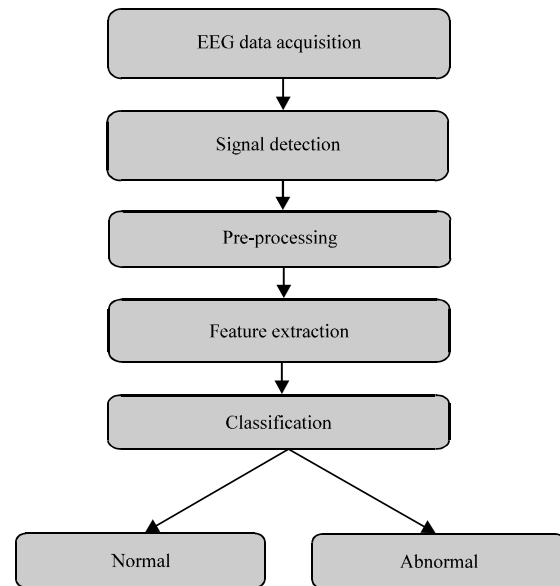 EEG data acquisition
Signal detection
Pre-processing
Feature extraction
Classification
Normal
Abnormal